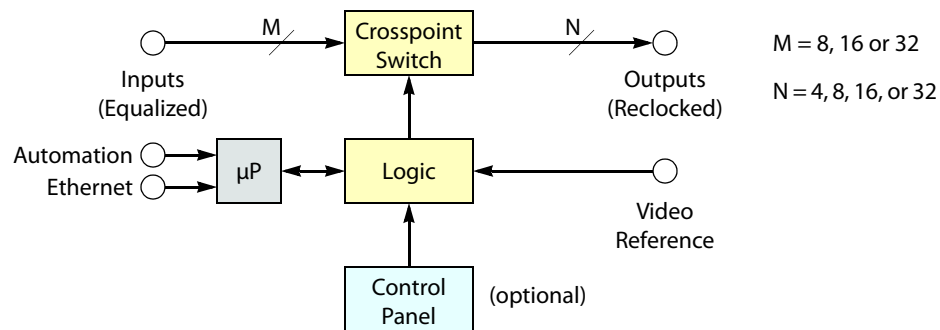 M
Crosspoint
Switch
N
M = 8, 16 or 32
Inputs
(Equalized)
Outputs
(Reclocked)
N = 4, 8, 16, or 32
Automation
Ethernet
µP
Logic
Video
Reference
Control
Panel
(optional)